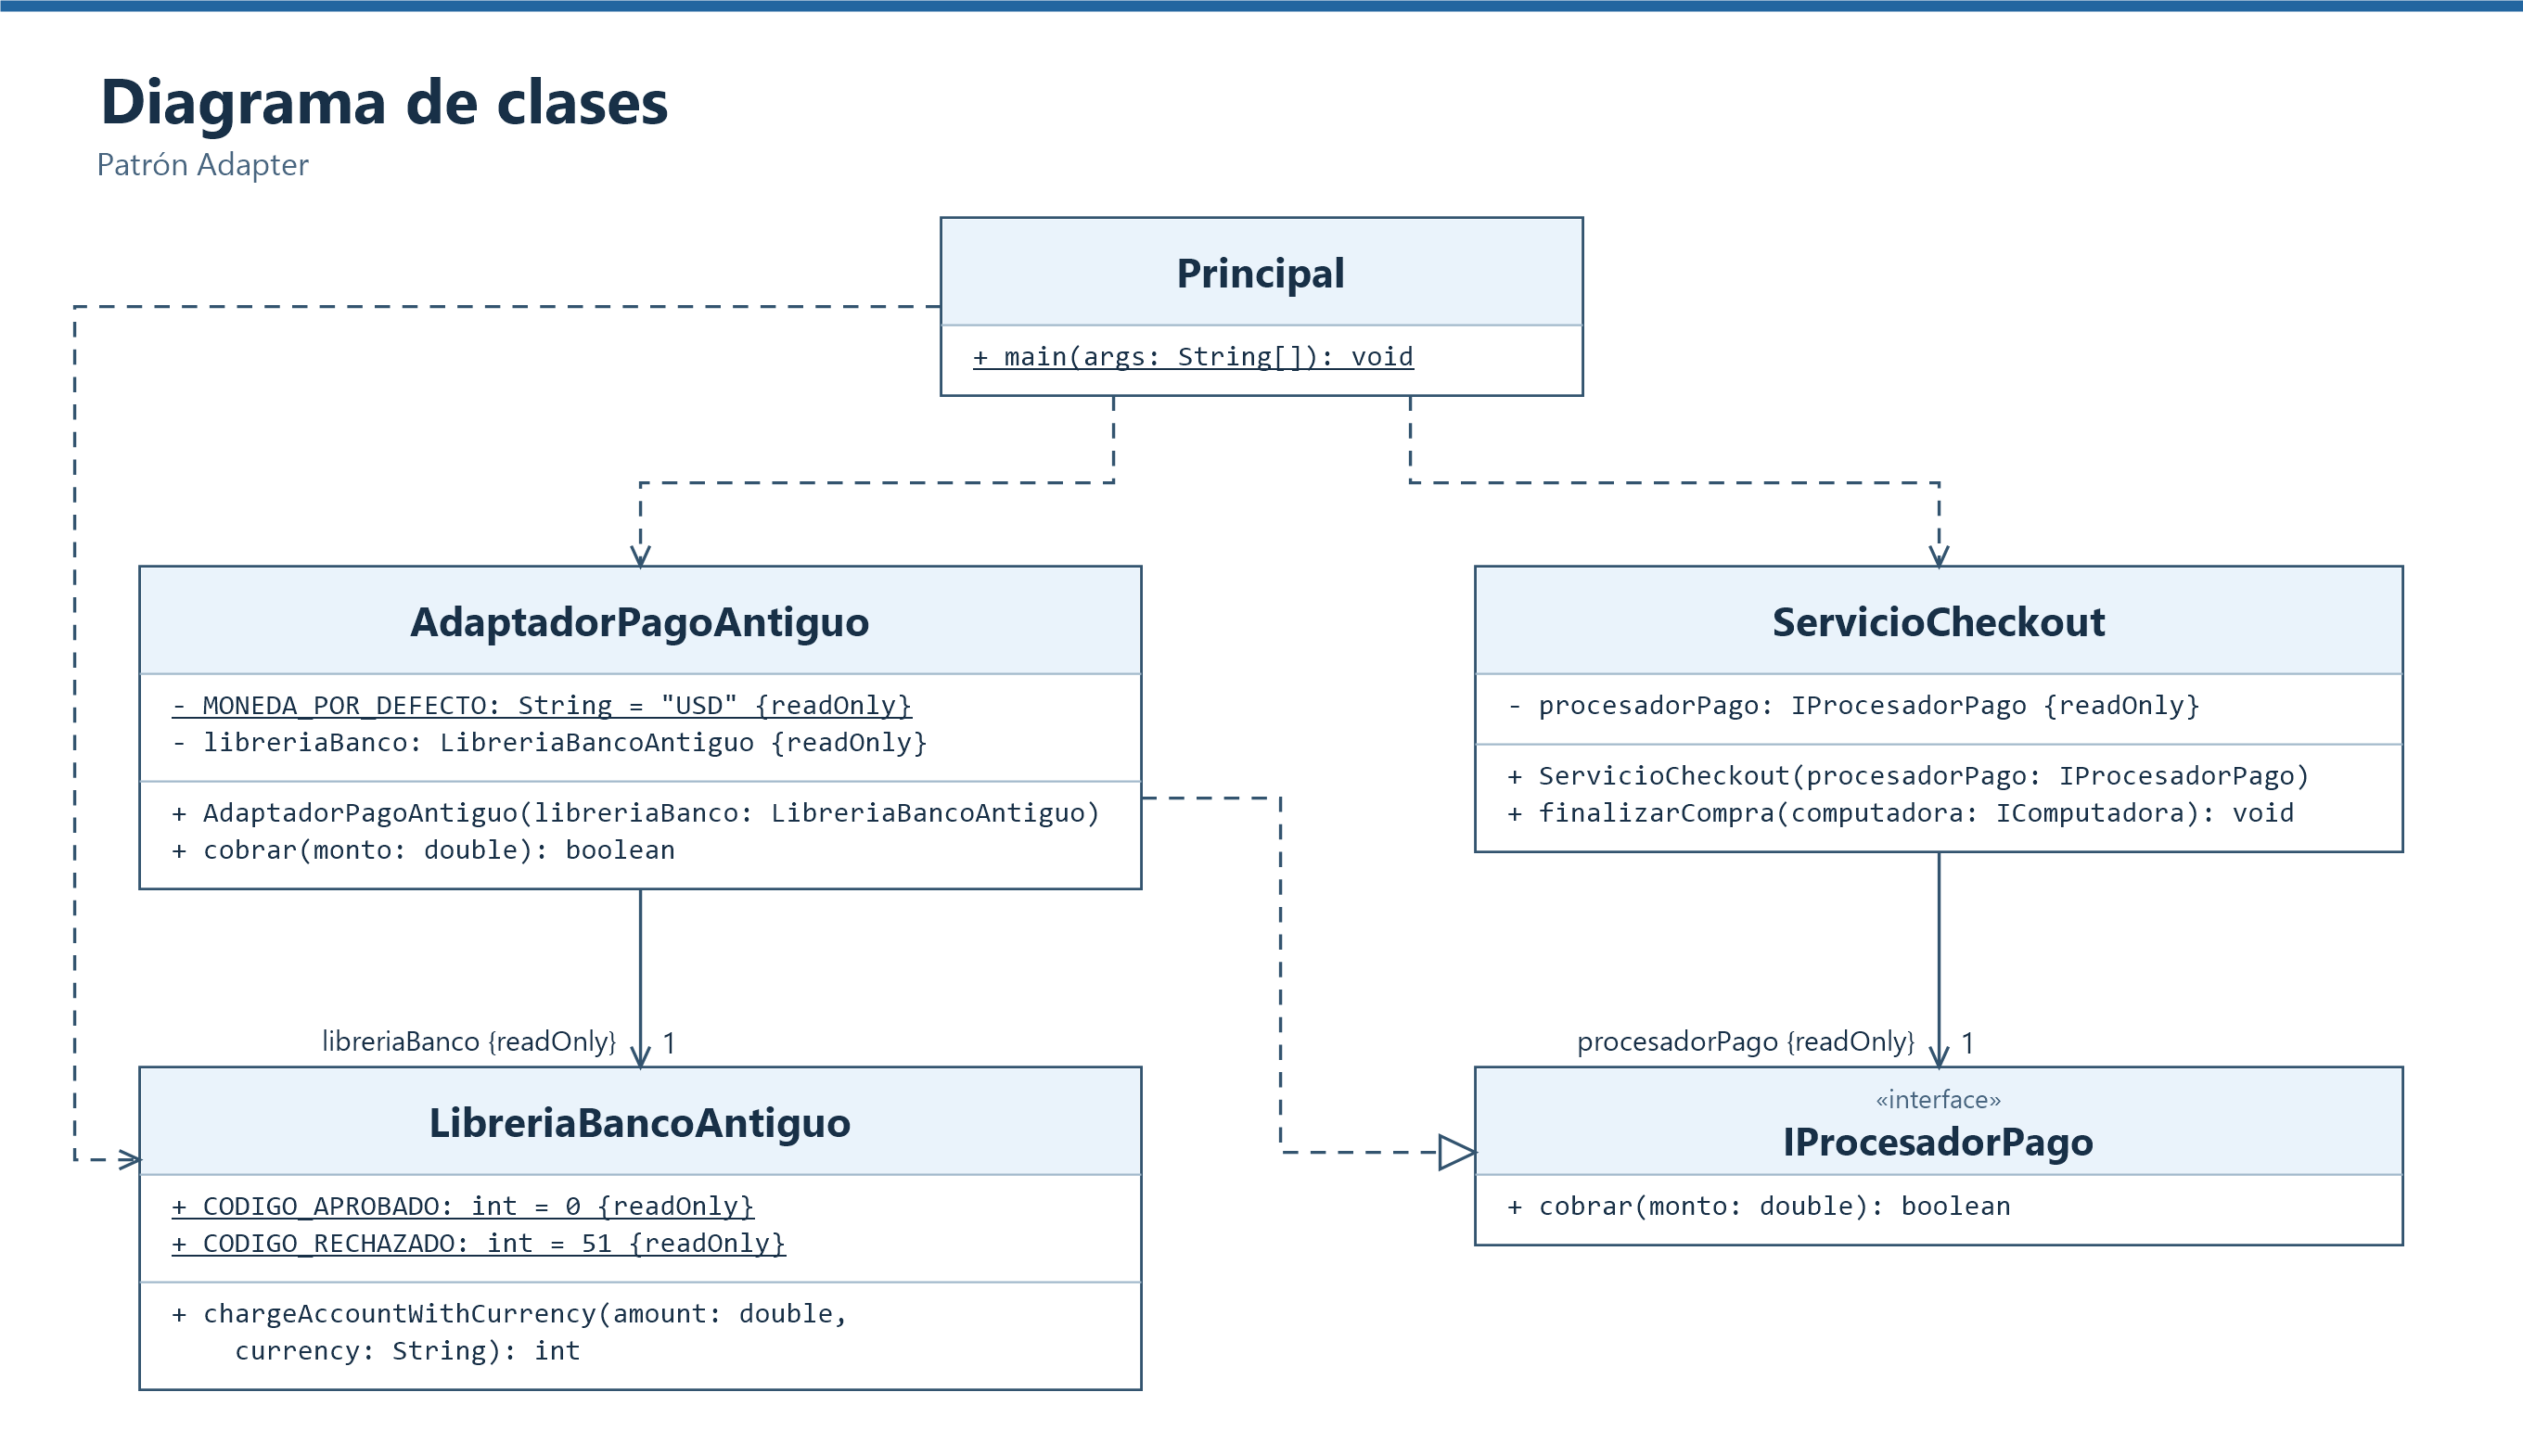 Diagrama de clases
Patrón Adapter
Principal
+ main(args: String[]): void
AdaptadorPagoAntiguo
- MONEDA_POR_DEFECTO: String = "USD" {readOnly}
- libreriaBanco: LibreriaBancoAntiguo {readOnly}
+ AdaptadorPagoAntiguo(libreriaBanco: LibreriaBancoAntiguo)
+ cobrar(monto: double): boolean
ServicioCheckout
- procesadorPago: IProcesadorPago {readOnly}
+ ServicioCheckout(procesadorPago: IProcesadorPago)
+ finalizarCompra(computadora: IComputadora): void
libreriaBanco {readOnly} 1
procesadorPago {readOnly} 1
LibreriaBancoAntiguo
+ CODIGO_APROBADO: int = 0 {readOnly}
+ CODIGO_RECHAZADO: int = 51 {readOnly}
+ chargeAccountWithCurrency(amount: double,
currency: String): int
«interface»
IProcesadorPago
+ cobrar(monto: double): boolean